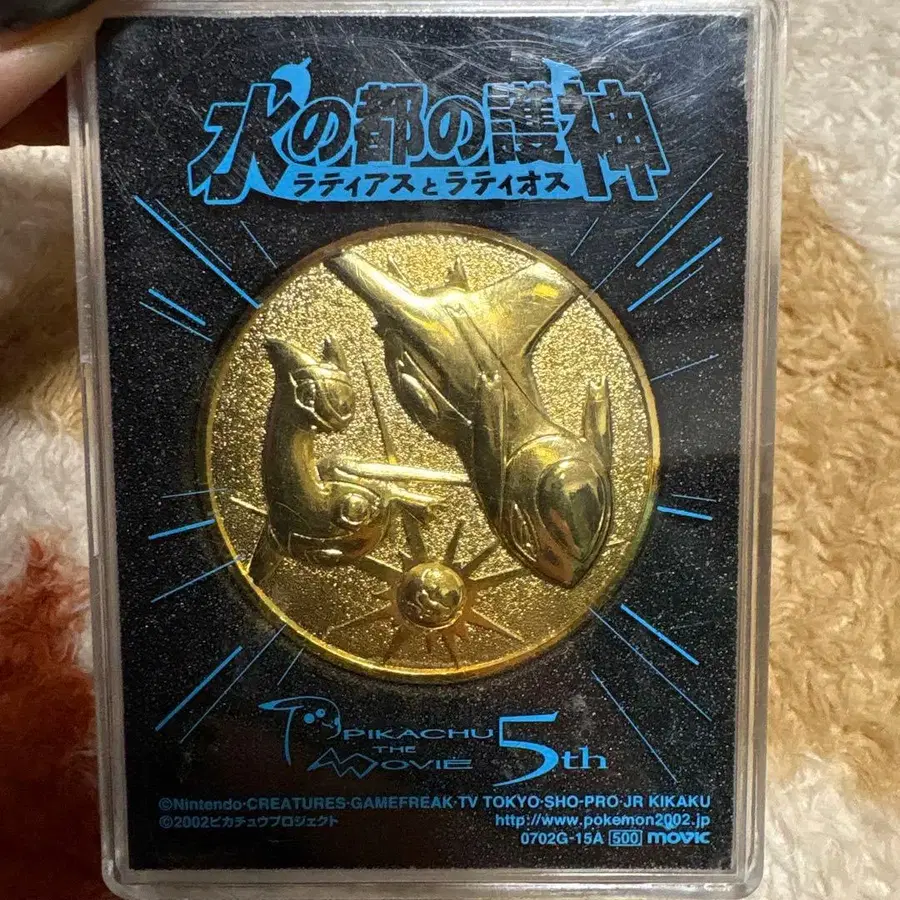 水の都の護神
ラティアスとラティオス
PIKACHU
THE
MOVIE
5th
©Nintendo·CREATURES·GAMEFREAK·TV TOKYO·SHO-PRO·JR KIKAKU
©2002ピカチュウプロジェクト
http://www.pokemon2002.jp
0702G-15A 500 movic